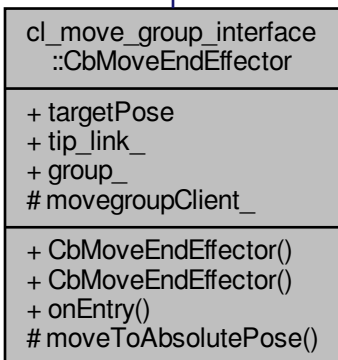 cl_move_group_interface
::CbMoveEndEffector
+ targetPose
+ tip_link_
+ group_
# movegroupClient_
+ CbMoveEndEffector()
+ CbMoveEndEffector()
+ onEntry()
# moveToAbsolutePose()